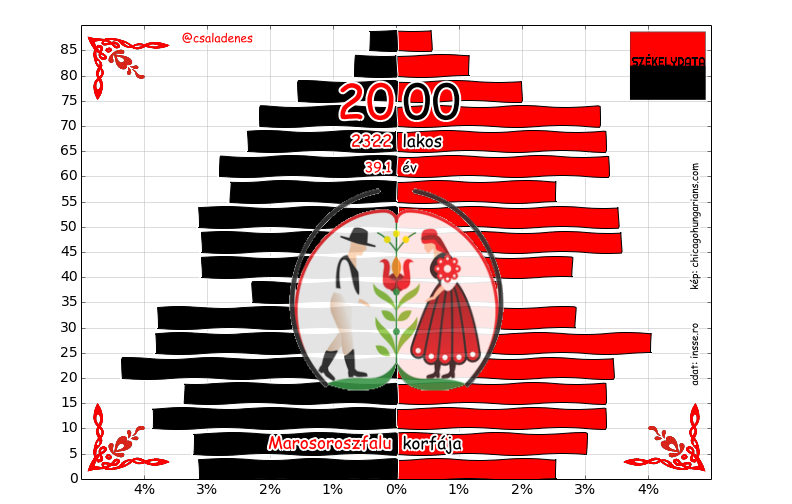 @csaladenes
SZÉKELYDATA
2000
2322 lakos
39.1 év
Marosoroszfalu korfája
kép: chicagohungarians.com
adat: insse.ro
85
80
75
70
65
60
55
50
45
40
35
30
25
20
15
10
5
0
4% 3% 2% 1% 0% 1% 2% 3% 4%